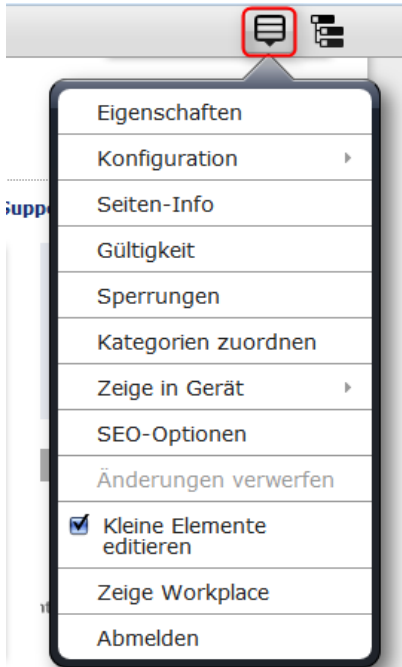 Eigenschaften
Konfiguration
Seiten-Info
Gültigkeit
Sperrungen
Kategorien zuordnen
Zeige in Gerät
SEO-Optionen
Änderungen verwerfen
Kleine Elemente
editieren
Zeige Workplace
Abmelden